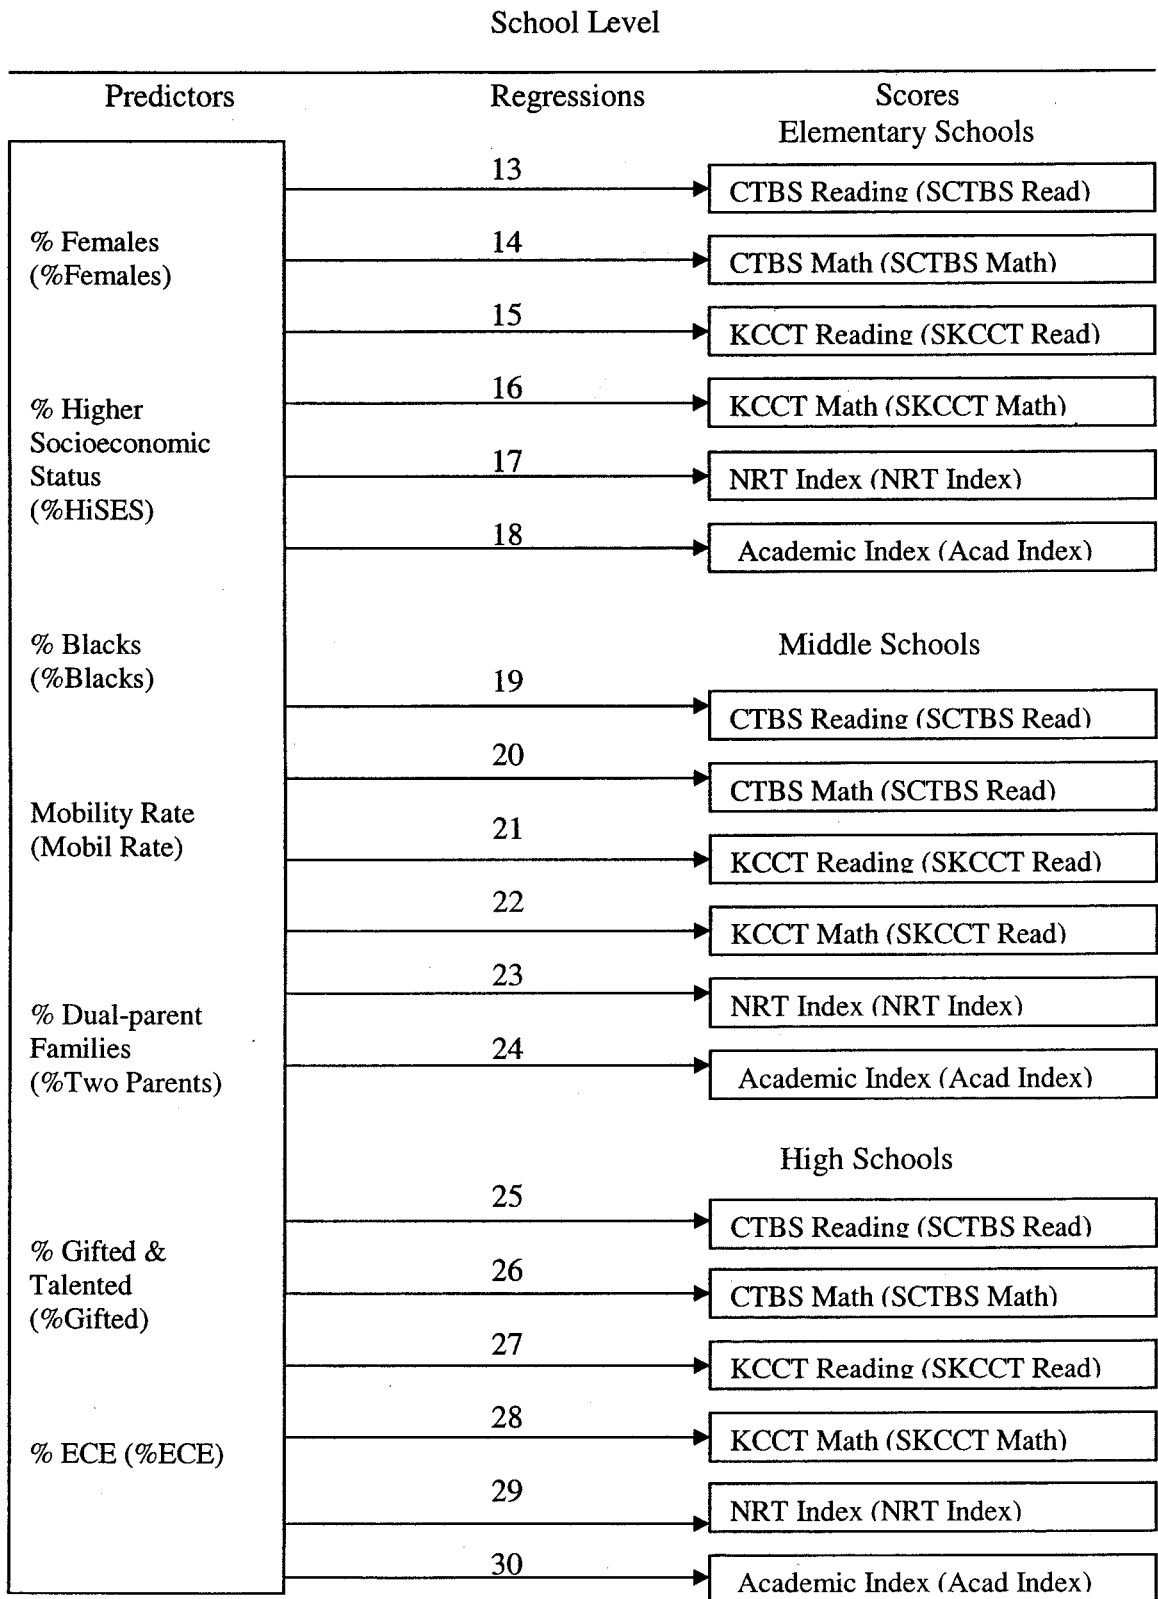 School Level
Predictors
Regressions
Scores
Elementary Schools
13
CTBS Reading (SCTBS Read)
% Females
(%Females)
14
CTBS Math (SCTBS Math)
15
KCCT Reading (SKCCT Read)
% Higher
Socioeconomic
Status
(%HiSES)
16
KCCT Math (SKCCT Math)
17
NRT Index (NRT Index)
18
Academic Index (Acad Index)
% Blacks
(%Blacks)
Middle Schools
19
CTBS Reading (SCTBS Read)
20
CTBS Math (SCTBS Read)
Mobility Rate
(Mobil Rate)
21
KCCT Reading (SKCCT Read)
22
KCCT Math (SKCCT Read)
23
NRT Index (NRT Index)
% Dual-parent
Families
(%Two Parents)
24
Academic Index (Acad Index)
High Schools
25
CTBS Reading (SCTBS Read)
% Gifted &
Talented
(%Gifted)
26
CTBS Math (SCTBS Math)
27
KCCT Reading (SKCCT Read)
28
KCCT Math (SKCCT Math)
% ECE (%ECE)
29
NRT Index (NRT Index)
30
Academic Index (Acad Index)